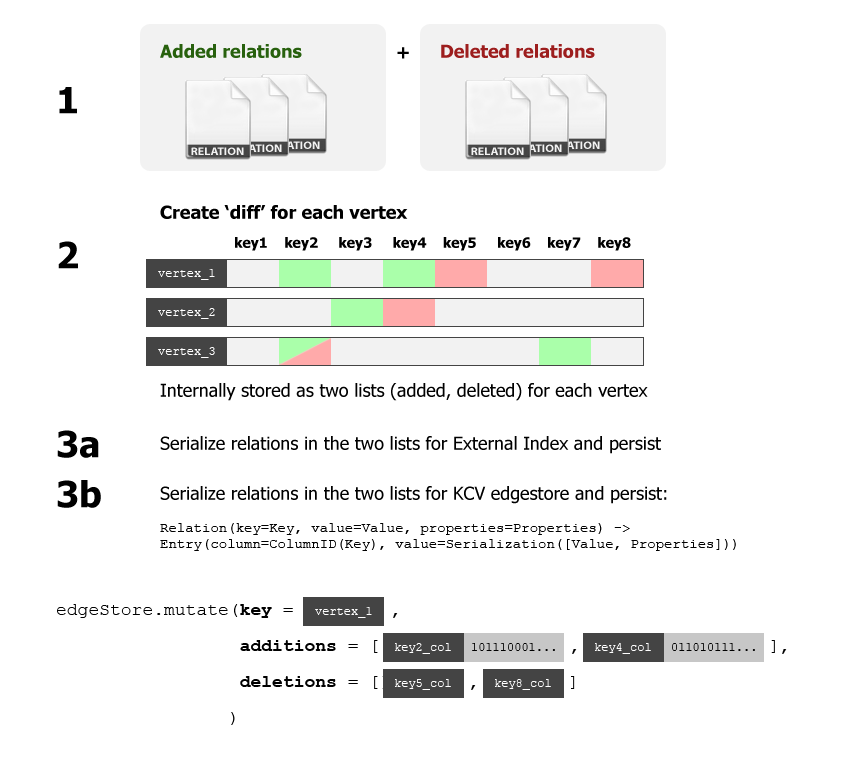 Added relations + Deleted relations
1
RELATION ATION ATION RELATION ATION ATION
Create ‘diff’ for each vertex
2
key1 key2 key3 key4 key5 key6 key7 key8
vertex_1
vertex_2
vertex_3
Internally stored as two lists (added, deleted) for each vertex
3a Serialize relations in the two lists for External Index and persist
3b Serialize relations in the two lists for KCV edgestore and persist:
Relation(key=Key, value=Value, properties=Properties) ->
Entry(column=ColumnID(Key), value=Serialization([Value, Properties]))
edgeStore.mutate(key = vertex_1 ,
additions = [ key2_col 101110001... , key4_col 011010111... ],
deletions = [ key5_col , key8_col ]
)